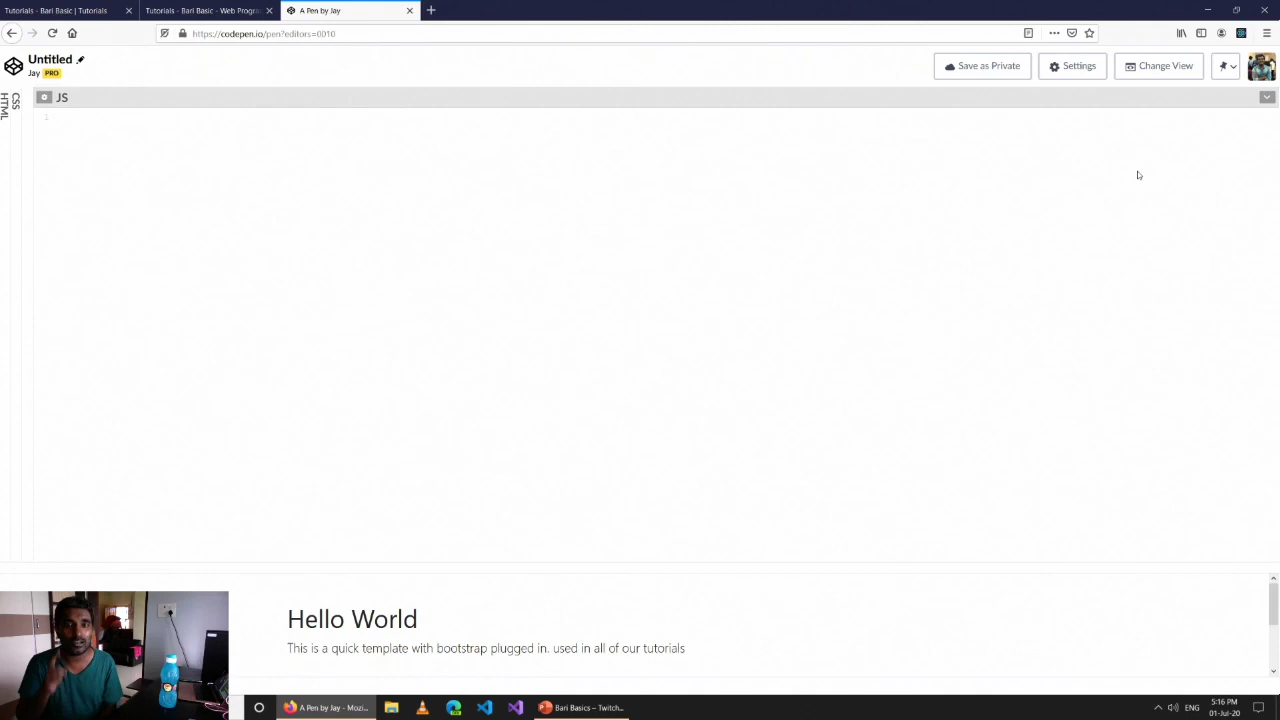 Tutorials - Bari Basic | Tutorials
Tutorials - Bari Basic - Web Progra
A Pen by Jay
https://codepen.io/pen?editors=0010
Untitled
Jay PRO
Save as Private
Settings
Change View
HTML
CSS
JS
1
Hello World
This is a quick template with bootstrap plugged in. used in all of our tutorials
A Pen by Jay - Mozi...
Bari Basics – Twitch...
ENG
5:16 PM
01-Jul-20